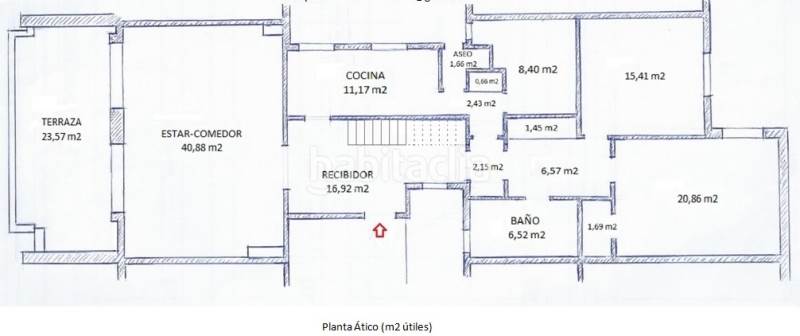 TERRAZA
23,57 m2
ESTAR-COMEDOR
40,88 m2
COCINA
11,17 m2
RECIBIDOR
16,92 m2
ASEO
1,66 m2
0,66 m2
2,43 m2
8,40 m2
15,41 m2
1,45 m2
2,15 m2
6,57 m2
BAÑO
6,52 m2
1,69 m2
20,86 m2
habitaclia
Planta Ático (m2 útiles)